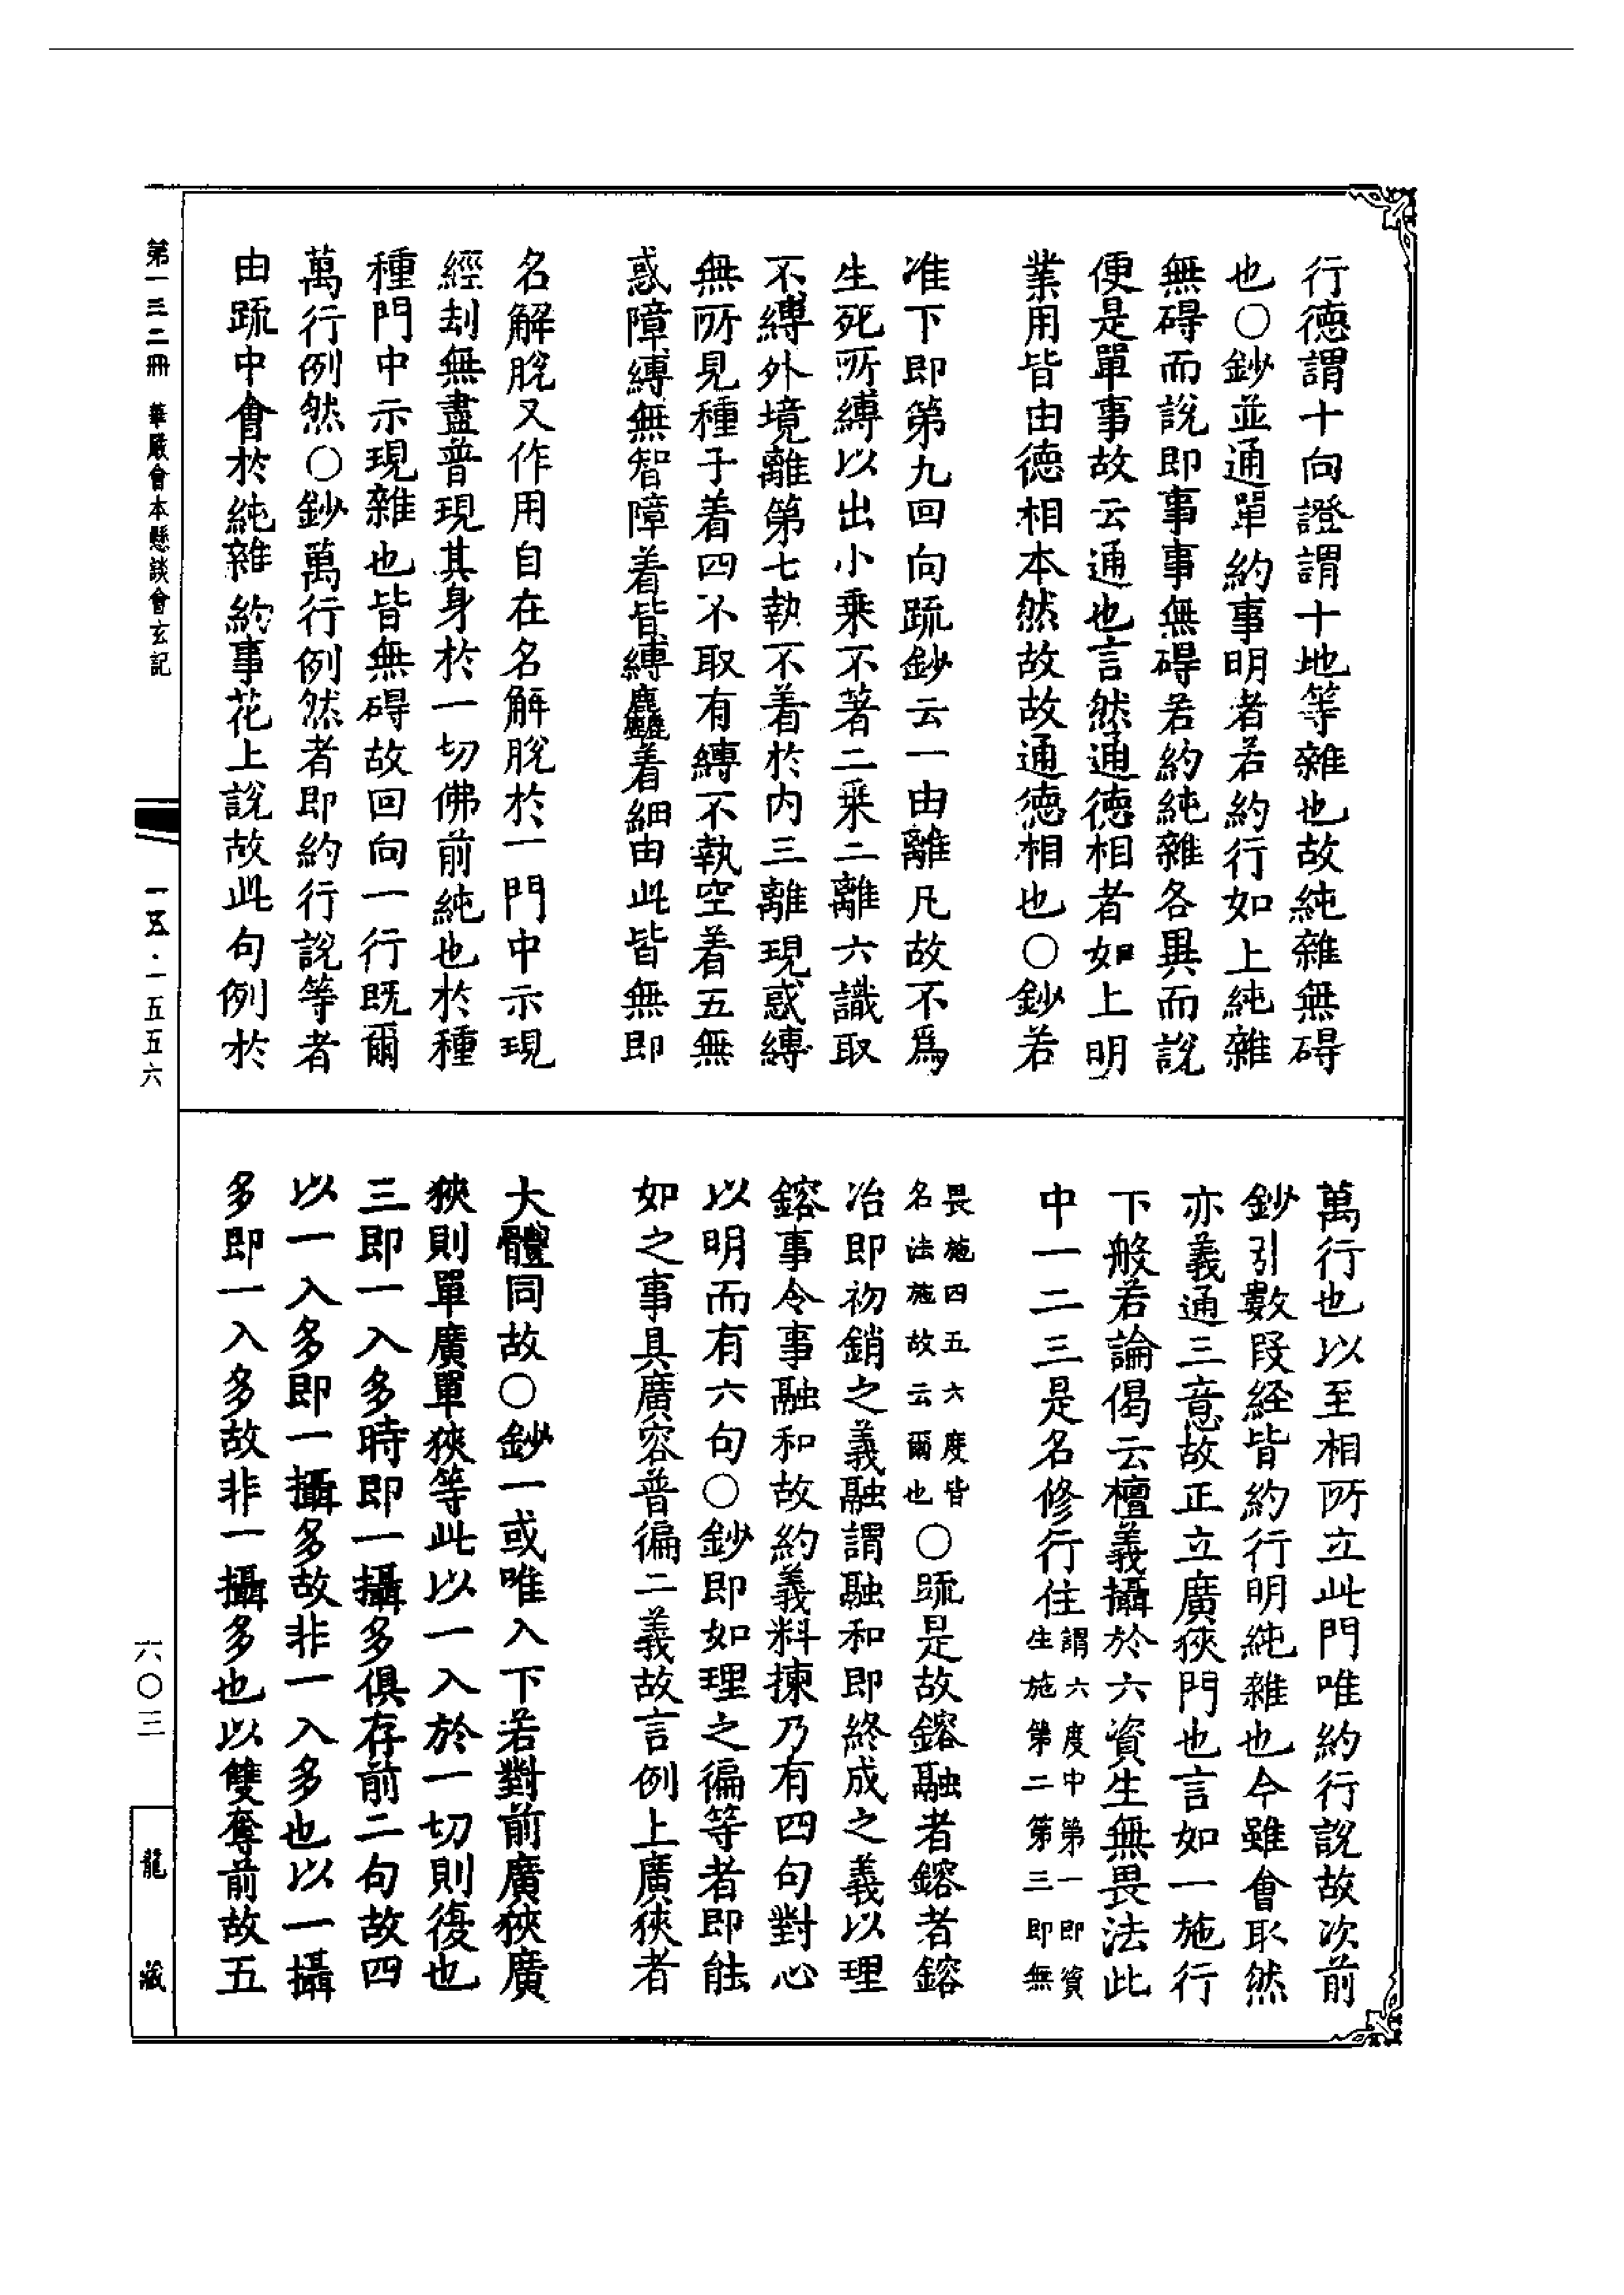 行德謂十向證謂十地等雜也故純雜無碍
也○鈔並通單約事明者若約行如上純雜
無碍而說即事事無碍若約純雜各異而說
便是單事故云通也言然通德相者如上明
業用皆由德相本然故故通德相也○鈔若
准下即第九回向䟽鈔云一由離凡故不為
生死所縛以出小乘不著二乘二離六識取
不縛外境離第七執不着於内三離現惑縛
無所見種子着四不取有縛不執空着五無
惑障縛無智障着皆縛麤着細由此皆無即
名解脫又作用自在名解脫於一門中示現
經刦無盡普現其身於一切佛前純也於種
種門中示現雜也皆無碍故回向一行既爾
萬行例然○鈔萬行例然者即約行說等者
由䟽中會於純雜約事花上說故此句例於
萬行也以至相所立此門唯約行說故次前
鈔引數叚経皆約行明純雜也今雖會取然
亦義通三意故正立廣狹門也言如一施行
下般若論偈云檀義攝於六資生無畏法此
中一二三是名修行住謂六度中第一即資生施第二第三即無
畏施四五六度皆名法施故云爾也○䟽是故鎔融者鎔者鎔
冶即初銷之義融謂融和即終成之義以理
鎔事令事融和故約義料揀乃有四句對心
以明而有六句○鈔即如理之徧等者即能
如之事具廣容普徧二義故言例上廣狹者
大體同故○鈔一或唯入下若對前廣狹廣
狹則單廣單狹等此以一入於一切則復也
三即一入多時即一攝多俱存前二句故四
以一入多即一攝多故非一入多也以一攝
多即一入多故非一攝多也以雙奪前故五
第一三二冊　華嚴會本懸談會玄記
一五·一五五六
六○三
龍藏